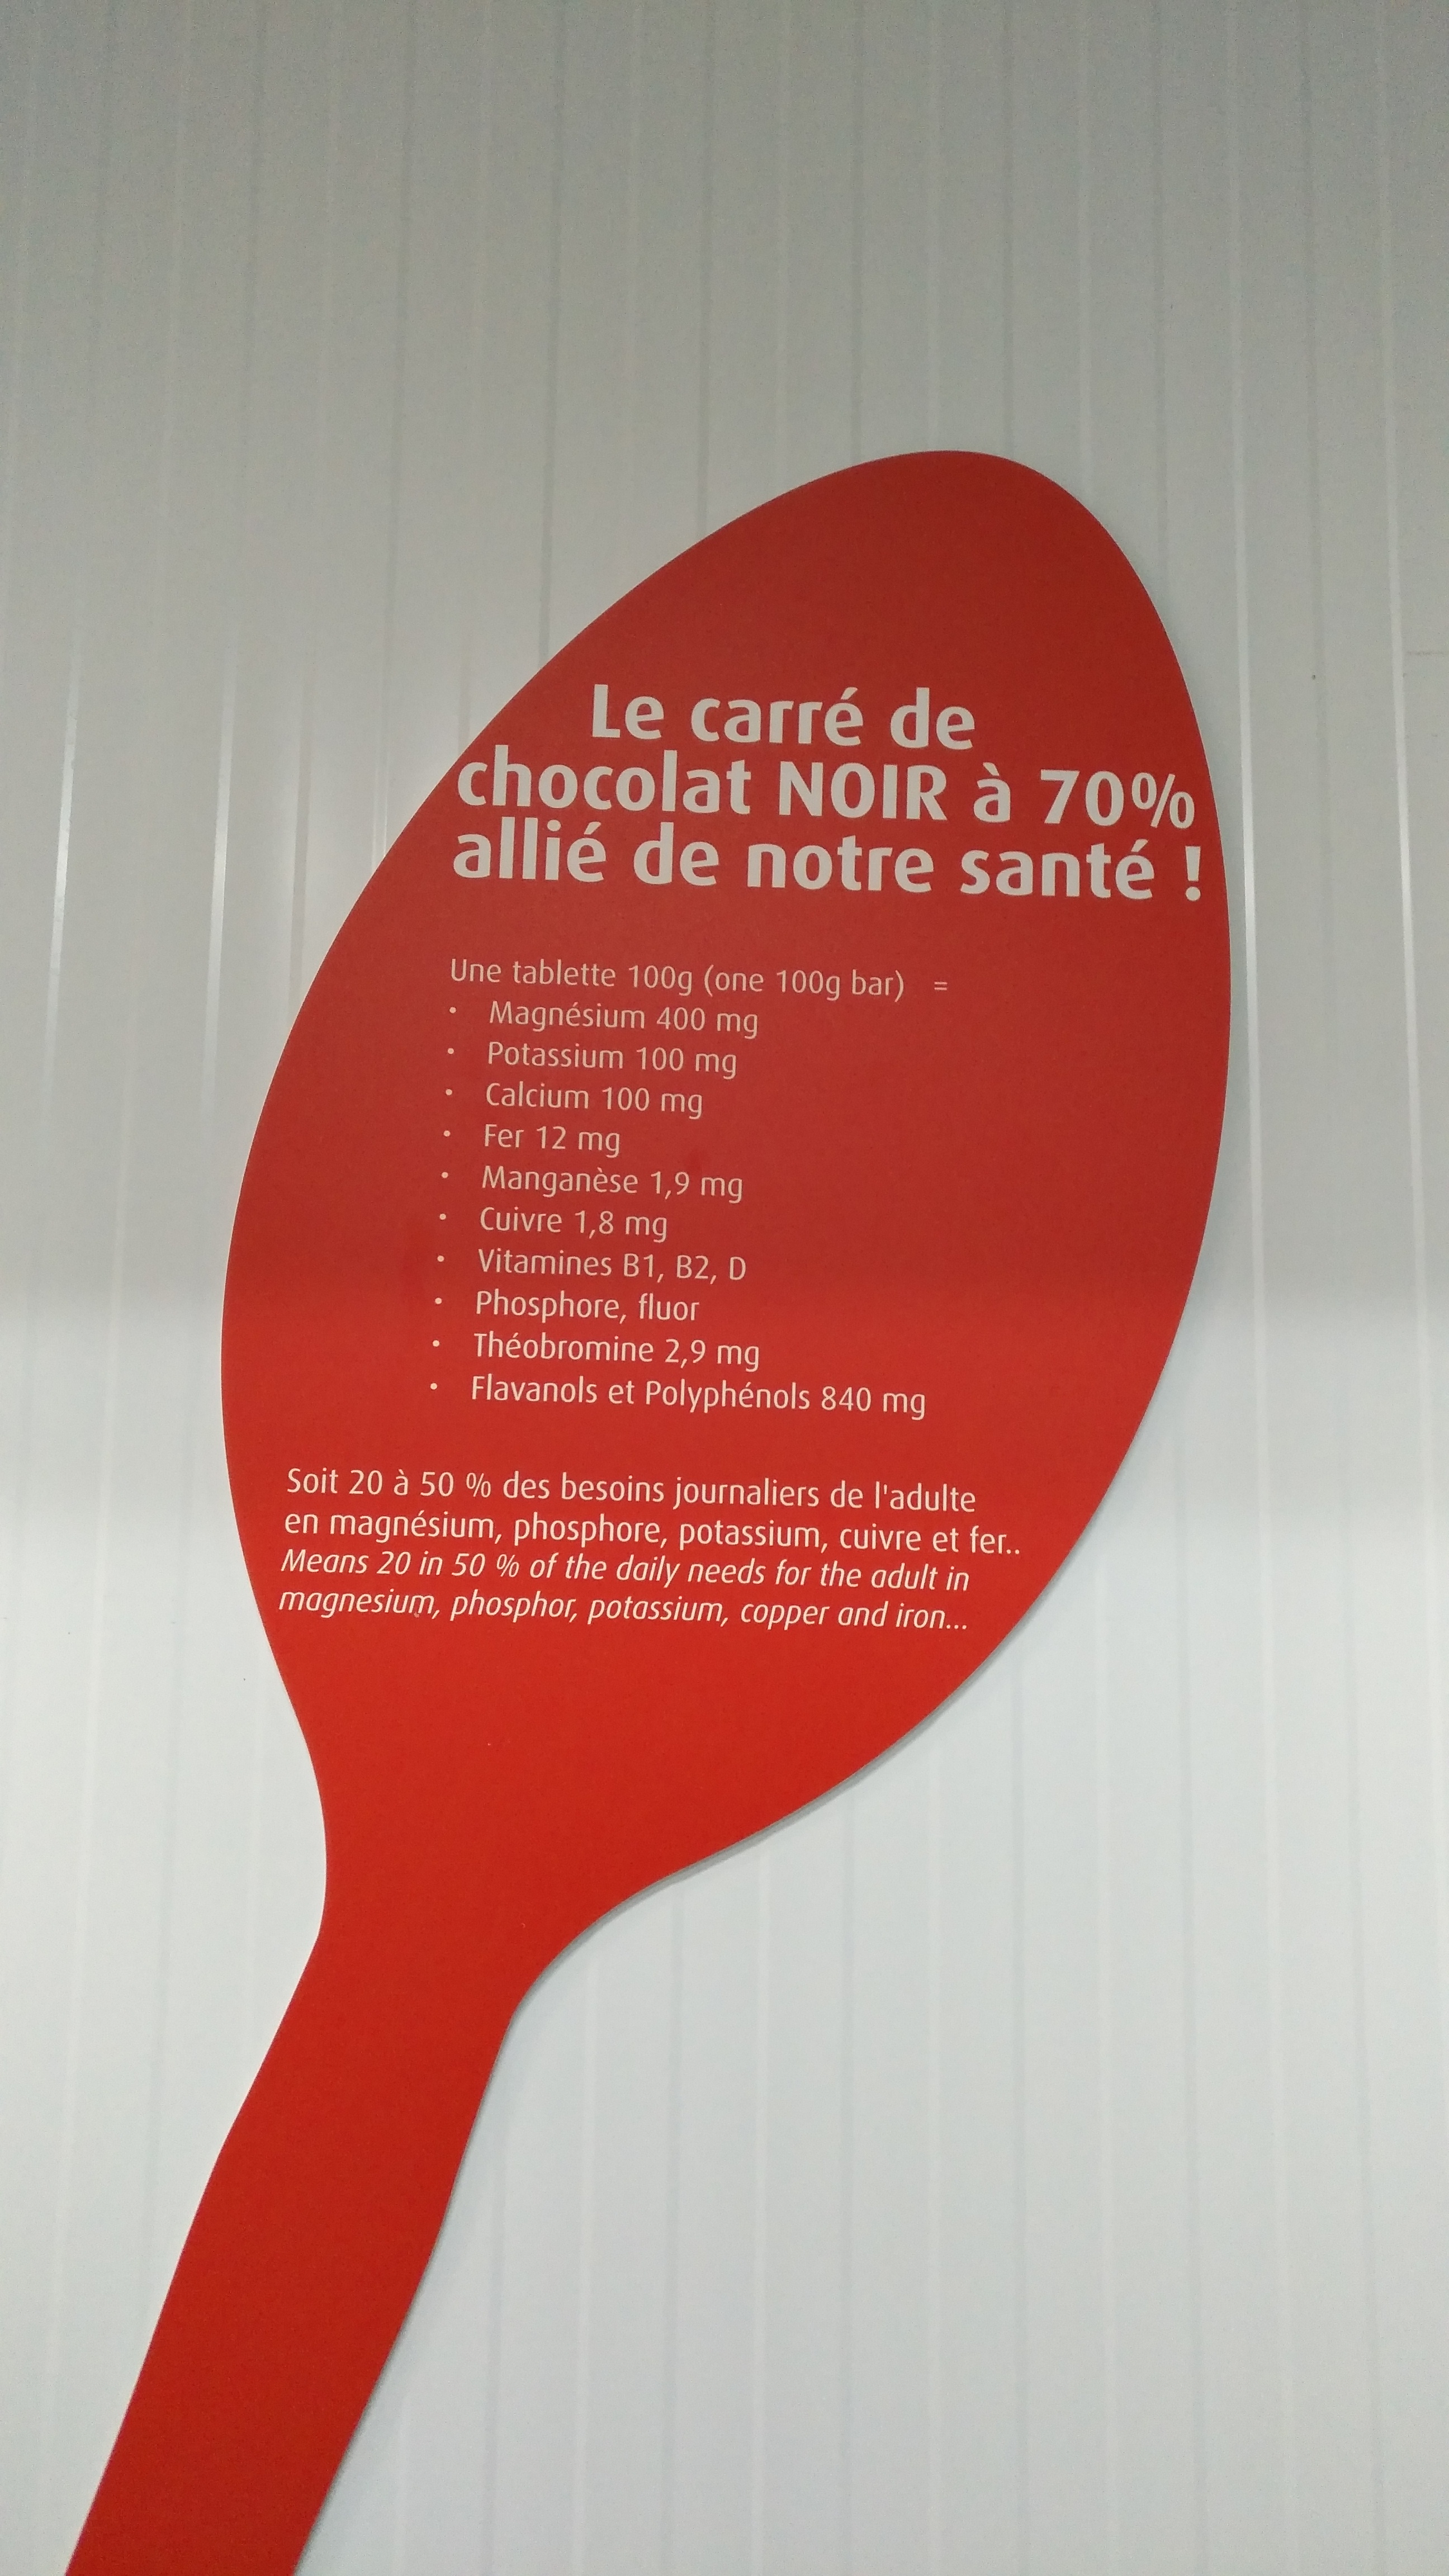 Le carré de
chocolat NOIR à 70%
allié de notre santé !
Une tablette 100g (one 100g bar) =
• Magnésium 400 mg
• Potassium 100 mg
• Calcium 100 mg
• Fer 12 mg
• Manganèse 1,9 mg
• Cuivre 1,8 mg
• Vitamines B1, B2, D
• Phosphore, fluor
• Théobromine 2,9 mg
• Flavanols et Polyphénols 840 mg
Soit 20 à 50 % des besoins journaliers de l'adulte
en magnésium, phosphore, potassium, cuivre et fer..
Means 20 in 50 % of the daily needs for the adult in
magnesium, phosphor, potassium, copper and iron...